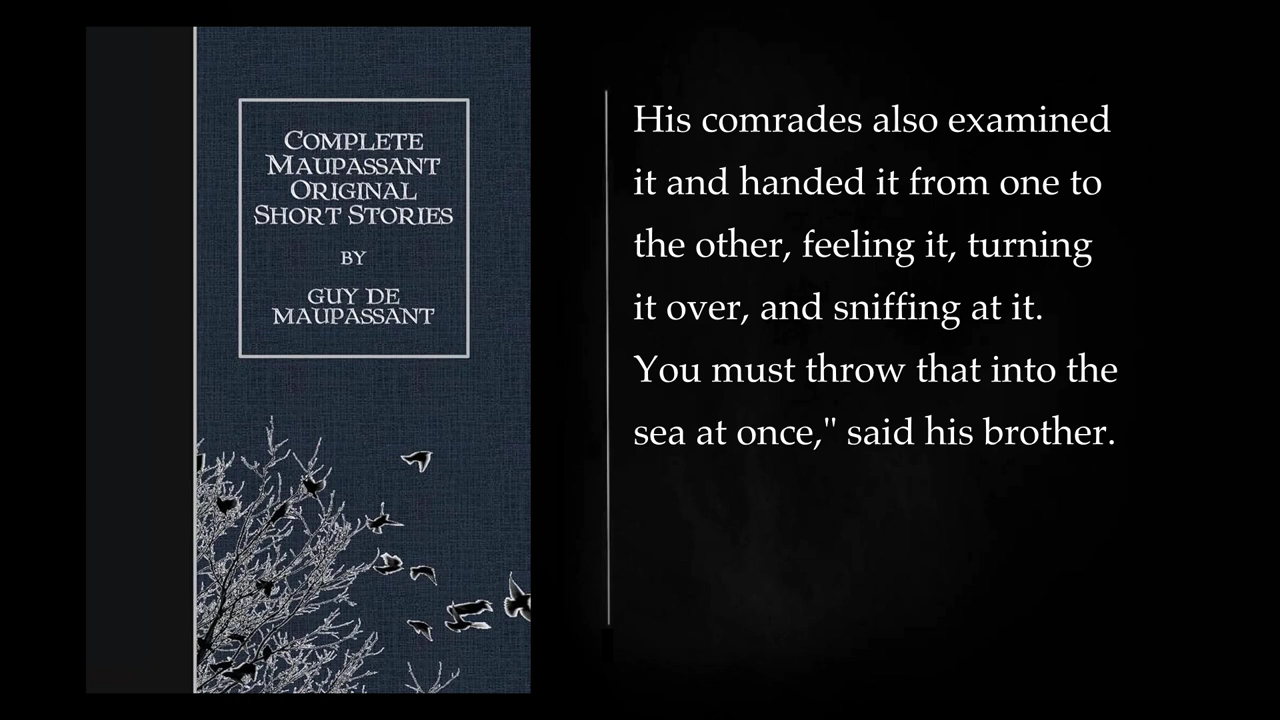 COMPLETE
MAUPASSANT
ORIGINAL
SHORT STORIES
BY
GUY DE
MAUPASSANT
His comrades also examined
it and handed it from one to
the other, feeling it, turning
it over, and sniffing at it.
You must throw that into the
sea at once," said his brother.